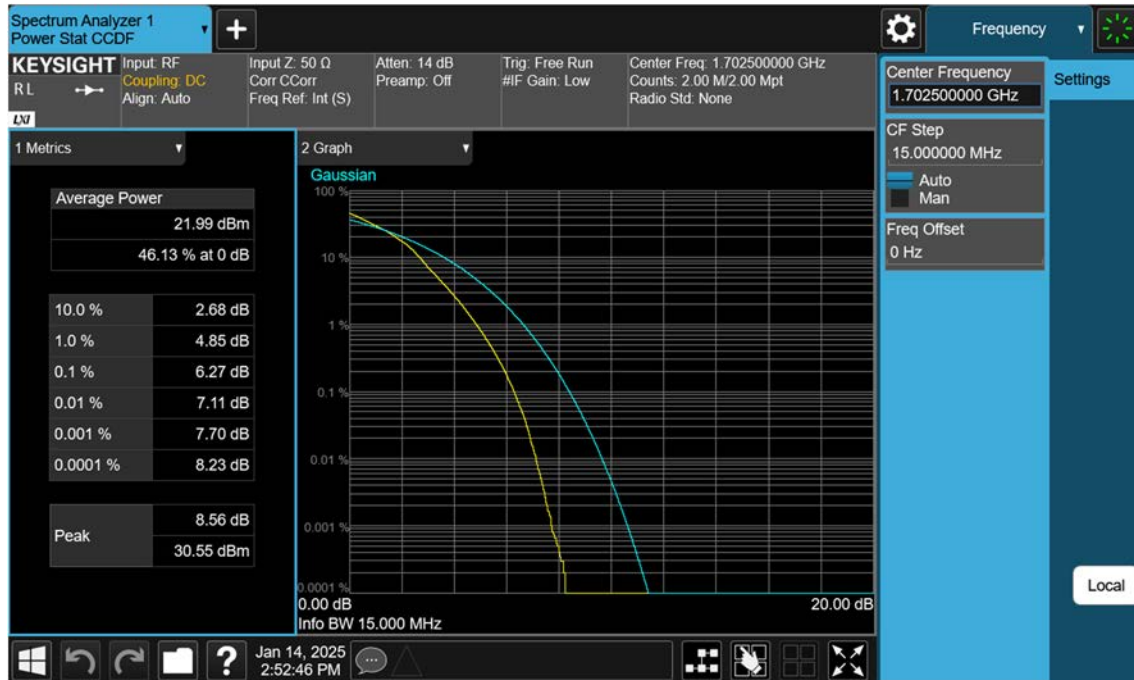 Spectrum Analyzer 1
Power Stat CCDF
Frequency
KEYSIGHT
R L
LXI
Input: RF
Coupling: DC
Align: Auto
Input Z: 50 Ω
Corr CCorr
Freq Ref: Int (S)
Atten: 14 dB
Preamp: Off
Trig: Free Run
#IF Gain: Low
Center Freq: 1.702500000 GHz
Counts: 2.00 M/2.00 Mpt
Radio Std: None
1 Metrics
Average Power
21.99 dBm
46.13 % at 0 dB
10.0 % 2.68 dB
1.0 % 4.85 dB
0.1 % 6.27 dB
0.01 % 7.11 dB
0.001 % 7.70 dB
0.0001 % 8.23 dB
Peak
8.56 dB
30.55 dBm
2 Graph
Gaussian
100 %
10 %
1 %
0.1 %
0.01 %
0.001 %
0.0001 %
0.00 dB 20.00 dB
Info BW 15.000 MHz
Center Frequency
1.702500000 GHz
CF Step
15.000000 MHz
Auto
Man
Freq Offset
0 Hz
Settings
Local
?
Jan 14, 2025
2:52:46 PM